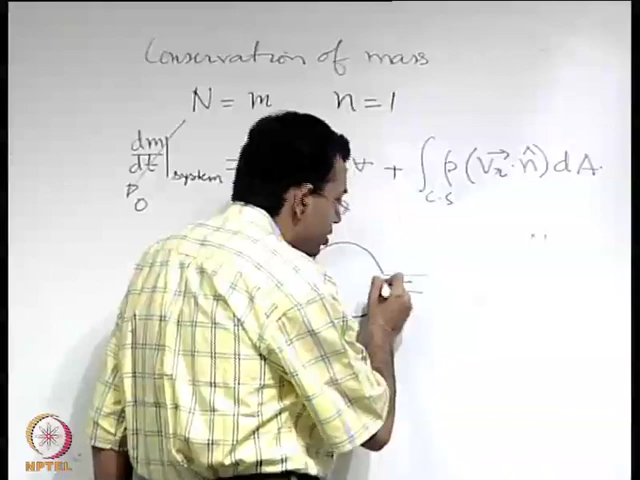 Conservation of mass
N = m n = 1
dm/dt | system = ∀ + ∫ C.S ρ (V⃗r · n̂) dA
0
NPTEL